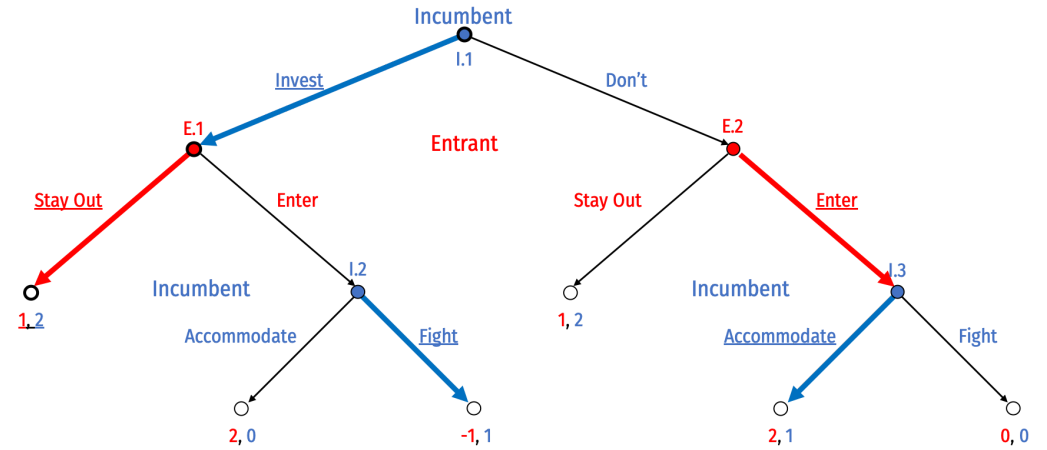 Incumbent
I.1
Invest
Don't
E.1
Entrant
E.2
Stay Out
Enter
Stay Out
Enter
I.2
I.3
Incumbent
Incumbent
1, 2
1, 2
Accommodate
Fight
Accommodate
Fight
2, 0
-1, 1
2, 1
0, 0